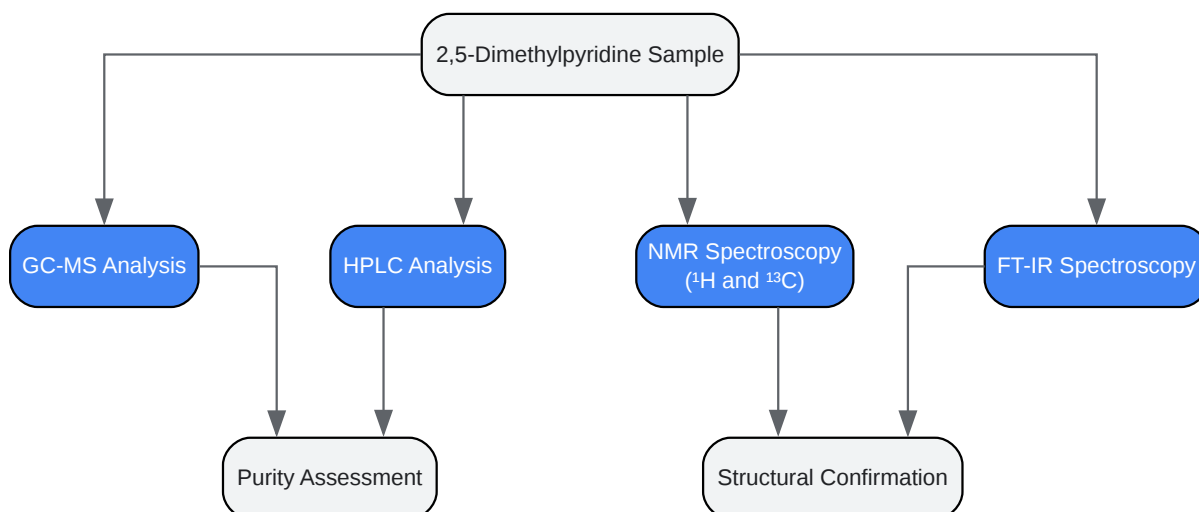 2,5-Dimethylpyridine Sample
GC-MS Analysis
HPLC Analysis
NMR Spectroscopy
(¹H and ¹³C)
FT-IR Spectroscopy
Purity Assessment
Structural Confirmation